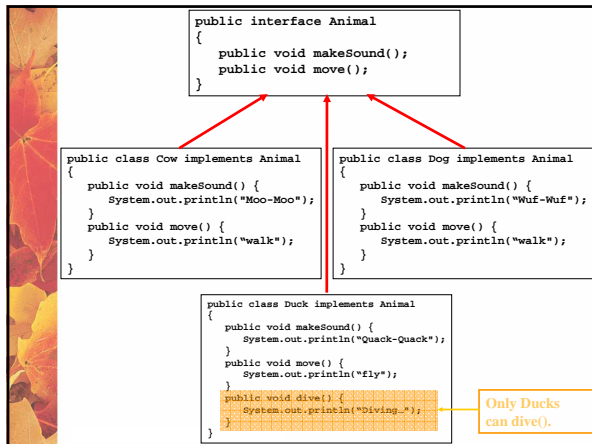 public interface Animal
{
public void makeSound();
public void move();
}
public class Cow implements Animal
{
public void makeSound() {
System.out.println("Moo-Moo");
}
public void move() {
System.out.println(“walk");
}
}
public class Dog implements Animal
{
public void makeSound() {
System.out.println(“Wuf-Wuf");
}
public void move() {
System.out.println(“walk");
}
}
public class Duck implements Animal
{
public void makeSound() {
System.out.println(“Quack-Quack");
}
public void move() {
System.out.println(“fly");
}
public void dive() {
System.out.println(“Diving…");
}
}
Only Ducks
can dive().